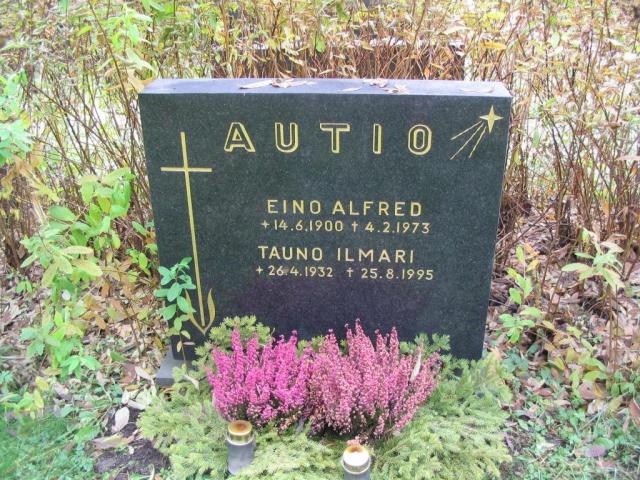 AUTIO
EINO ALFRED
+ 14.6.1900 † 4.2.1973
TAUNO ILMARI
+ 26.4.1932 † 25.8.1995